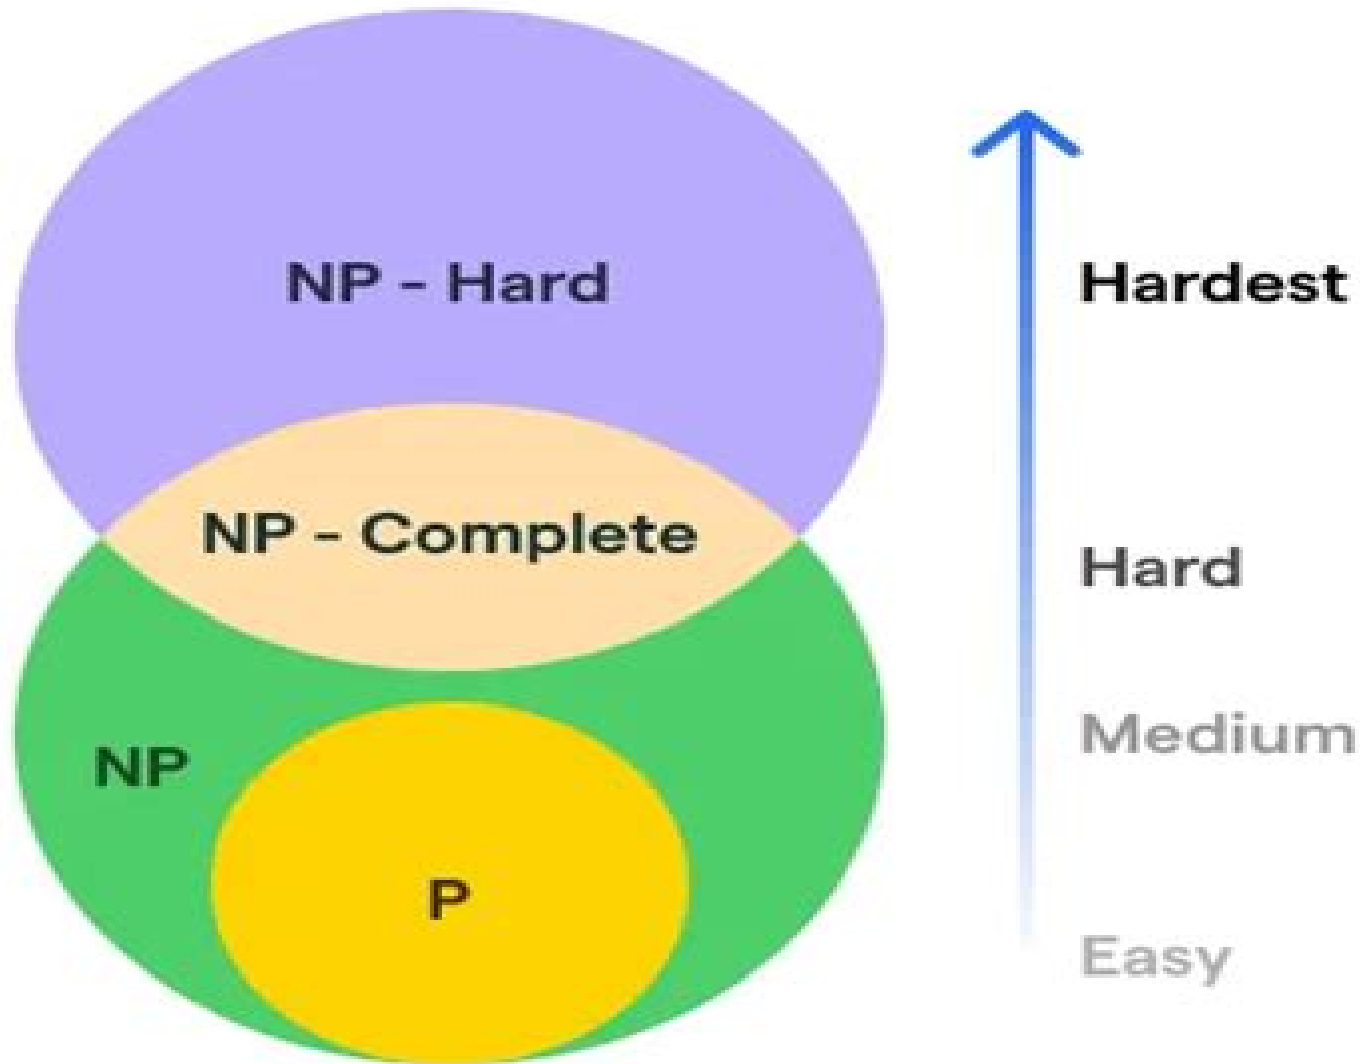 NP - Hard
Hardest
NP - Complete
Hard
Medium
NP
P
Easy